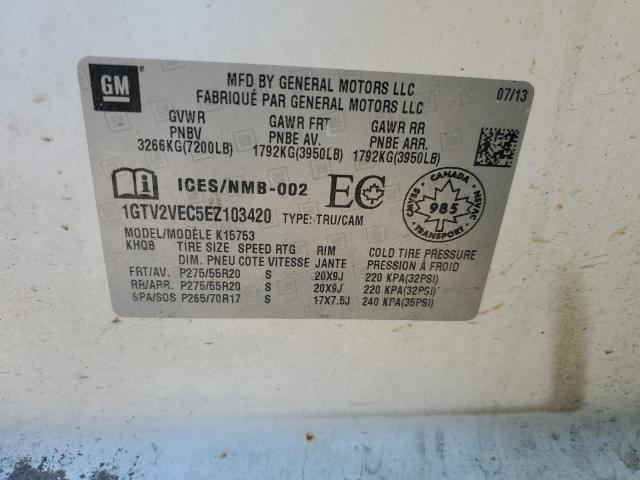 GM
MFD BY GENERAL MOTORS LLC 07/13
FABRIQUÉ PAR GENERAL MOTORS LLC
GVWR GAWR FRT GAWR RR
PNBV PNBE AV. PNBE ARR.
3266KG(7200LB) 1792KG(3950LB) 1792KG(3950LB)
ICES/NMB-002 EC
CANADA
CMVSS 985 NSVAC
TRANSPORT
1GTV2VEC5EZ103420 TYPE: TRU/CAM
MODEL/MODÈLE K15753
KHQ8 TIRE SIZE SPEED RTG RIM COLD TIRE PRESSURE
DIM. PNEU COTE VITESSE JANTE PRESSION À FROID
FRT/AV. P275/55R20 S 20X9J 220 KPA(32PSI)
RR/ARR. P275/55R20 S 20X9J 220 KPA(32PSI)
SPA/SOS P265/70R17 S 17X7.5J 240 KPA(35PSI)